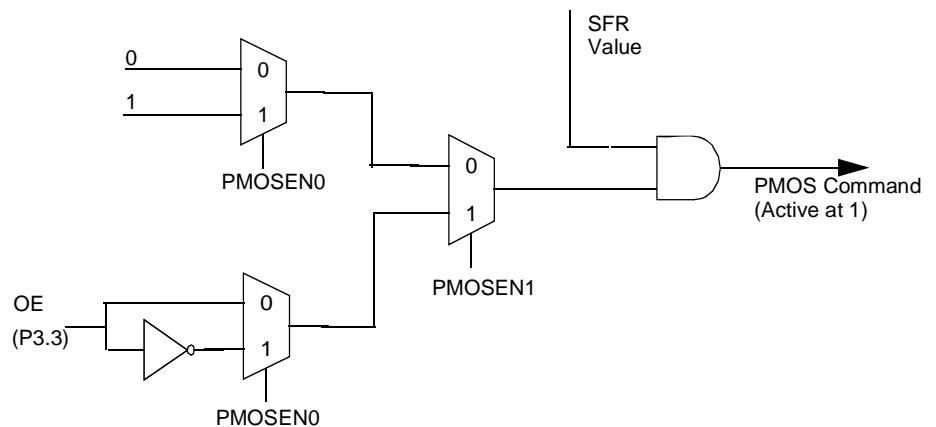 SFR
Value
0
0
1
1
PMOSEN0
0
1
PMOS Command
(Active at 1)
PMOSEN1
OE
(P3.3)
0
1
PMOSEN0